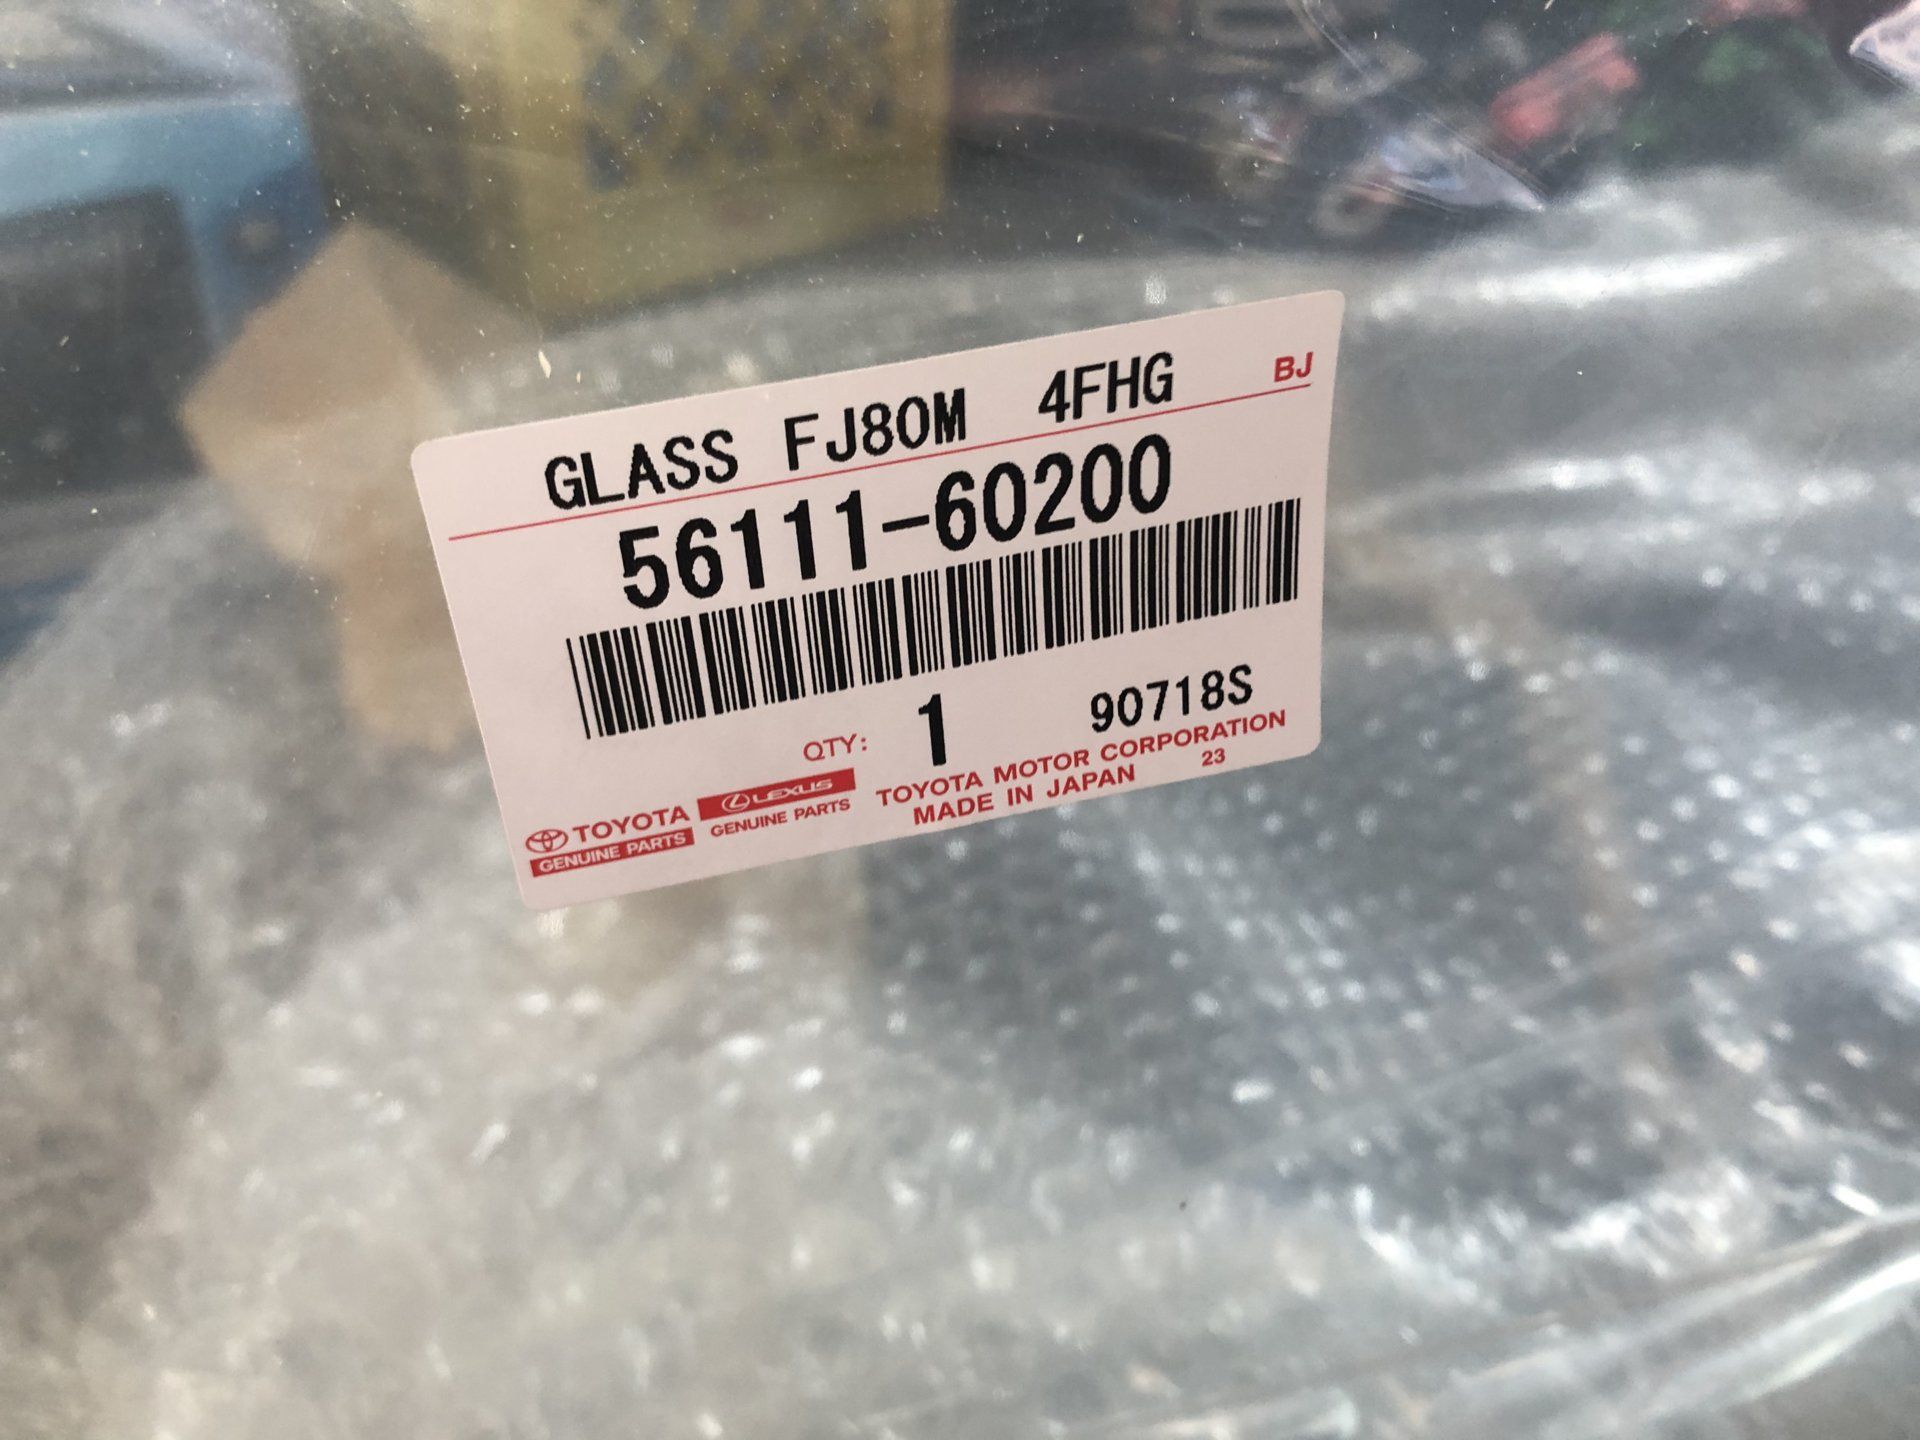 GLASS FJ80M 4FHG BJ
56111-60200
QTY: 1 90718S
TOYOTA GENUINE PARTS
LEXUS GENUINE PARTS
TOYOTA MOTOR CORPORATION
MADE IN JAPAN 23